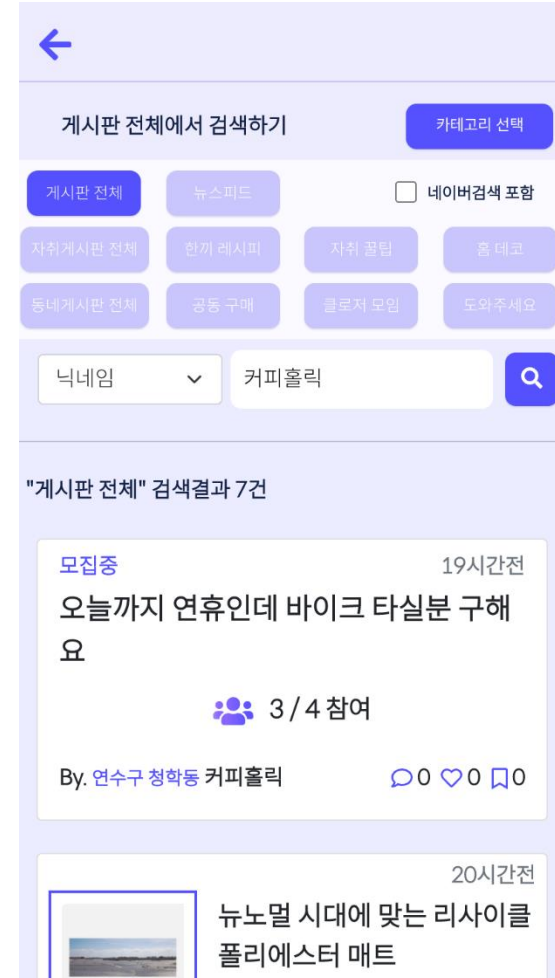 게시판 전체에서 검색하기
카테고리 선택
게시판 전체
뉴스피드
네이버검색 포함
자취게시판 전체
한끼 레시피
자취 꿀팁
홈 데코
동네게시판 전체
공동 구매
클로저 모임
도와주세요
닉네임
커피홀릭
"게시판 전체" 검색결과 7건
모집중
19시간전
오늘까지 연휴인데 바이크 타실분 구해
요
3 / 4 참여
By. 연수구 청학동 커피홀릭
0 0 0
20시간전
뉴노멀 시대에 맞는 리사이클
폴리에스터 매트